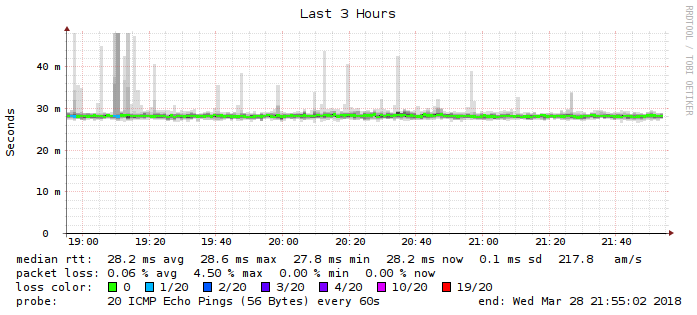 Last 3 Hours
RRDTOOL / TOBI OETIKER
Seconds
40 m
30 m
20 m
10 m
0
19:00 19:20 19:40 20:00 20:20 20:40 21:00 21:20 21:40
median rtt: 28.2 ms avg 28.6 ms max 27.8 ms min 28.2 ms now 0.1 ms sd 217.8 am/s
packet loss: 0.06 % avg 4.50 % max 0.00 % min 0.00 % now
loss color: 0 1/20 2/20 3/20 4/20 10/20 19/20
probe: 20 ICMP Echo Pings (56 Bytes) every 60s end: Wed Mar 28 21:55:02 2018